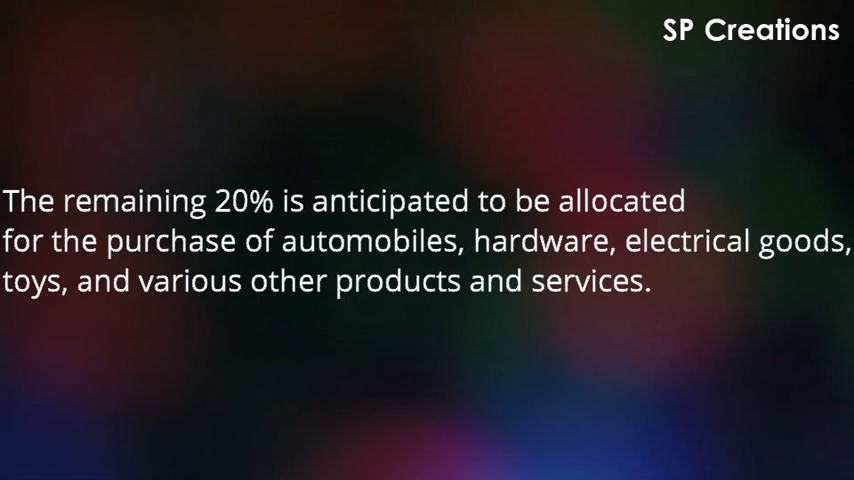 SP Creations
The remaining 20% is anticipated to be allocated
for the purchase of automobiles, hardware, electrical goods,
toys, and various other products and services.